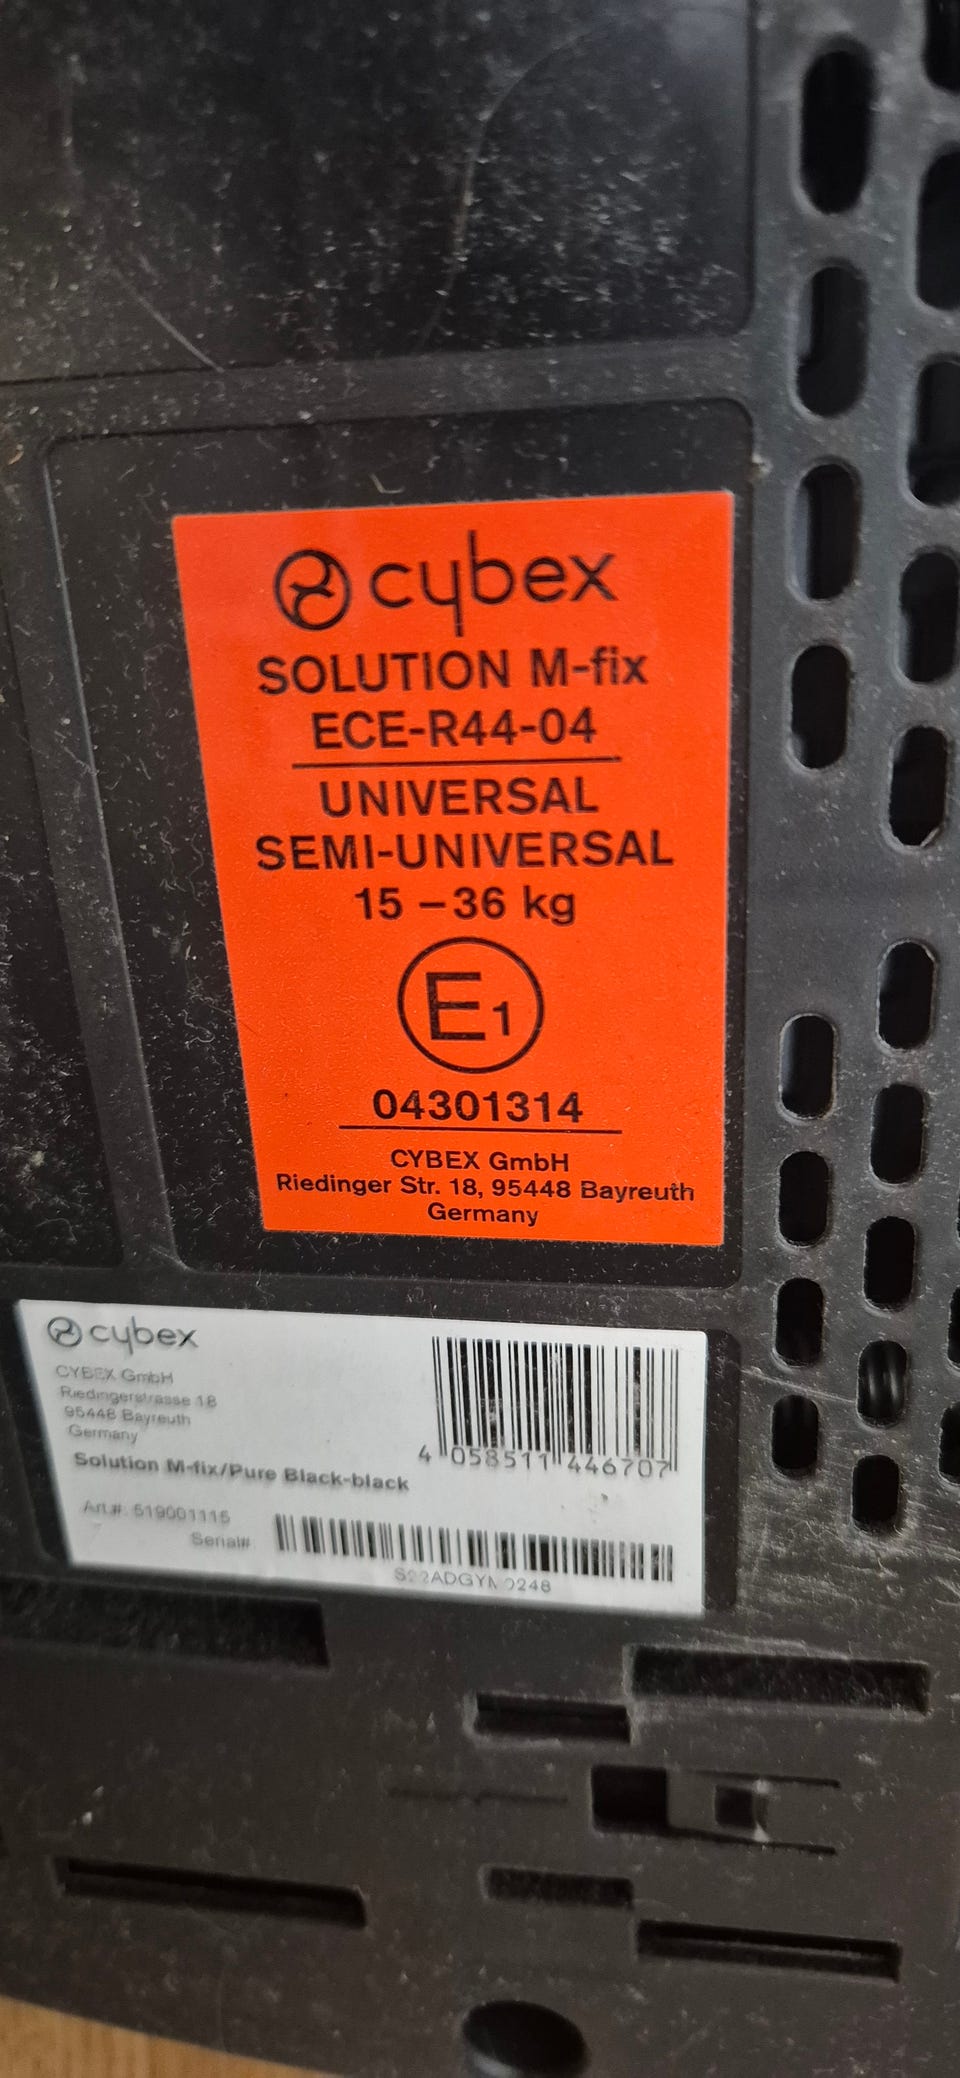 cybex
SOLUTION M-fix
ECE-R44-04
UNIVERSAL
SEMI-UNIVERSAL
15 – 36 kg
E1
04301314
CYBEX GmbH
Riedinger Str. 18, 95448 Bayreuth
Germany
cybex
CYBEX GmbH
Riedingerstrasse 18
95448 Bayreuth
Germany
Solution M-fix/Pure Black-black
4 058511 446707
Art.#: 519001115
Serial#: